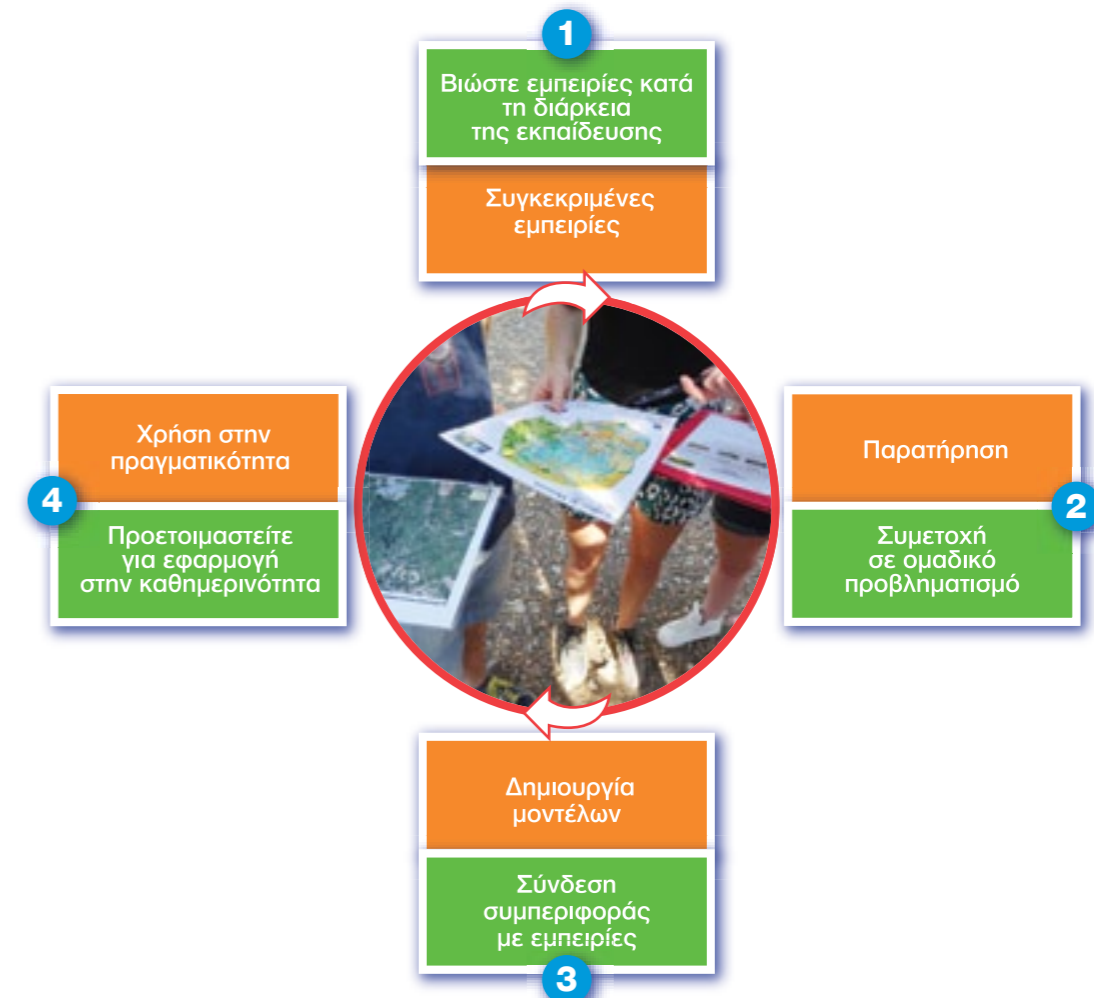 1
Βιώστε εμπειρίες κατά
τη διάρκεια
της εκπαίδευσης
Συγκεκριμένες
εμπειρίες
Παρατήρηση
2
Συμετοχή
σε ομαδικό
προβληματισμό
Δημιουργία
μοντέλων
Σύνδεση
συμπεριφοράς
με εμπειρίες
3
Χρήση στην
πραγματικότητα
4
Προετοιμαστείτε
για εφαρμογή
στην καθημερινότητα